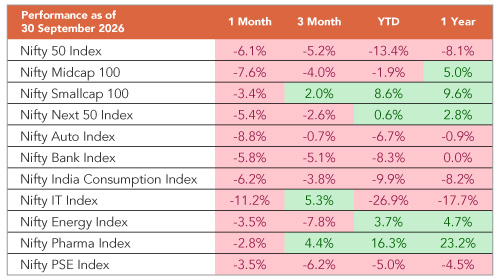 Performance as of 1 Month 3 Month YTD 1 Year
30 September 2026
Nifty 50 Index -6.1% -5.2% -13.4% -8.1%
Nifty Midcap 100 -7.6% -4.0% -1.9% 5.0%
Nifty Smallcap 100 -3.4% 2.0% 8.6% 9.6%
Nifty Next 50 Index -5.4% -2.6% 0.6% 2.8%
Nifty Auto Index -8.8% -0.7% -6.7% -0.9%
Nifty Bank Index -5.8% -5.1% -8.3% 0.0%
Nifty India Consumption Index -6.2% -3.8% -9.9% -8.2%
Nifty IT Index -11.2% 5.3% -26.9% -17.7%
Nifty Energy Index -3.5% -7.8% 3.7% 4.7%
Nifty Pharma Index -2.8% 4.4% 16.3% 23.2%
Nifty PSE Index -3.5% -6.2% -5.0% -4.5%